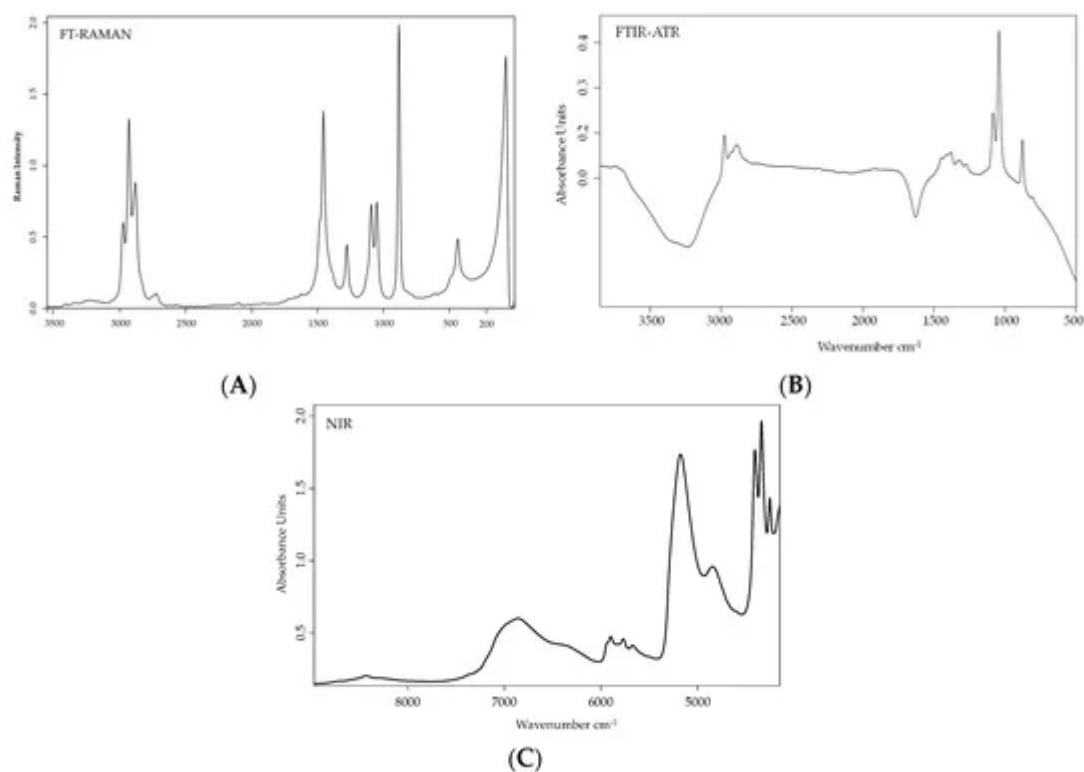 FT-RAMAN
Raman Intensity
2.0
1.5
1.0
0.5
0.0
3500 3000 2500 2000 1500 1000 500 200
(A)
FTIR-ATR
Absorbance Units
0.4
0.3
0.2
0.0
3500 3000 2500 2000 1500 1000 500
Wavenumber cm-1
(B)
NIR
Absorbance Units
2.0
1.5
1.0
0.5
8000 7000 6000 5000
Wavenumber cm-1
(C)